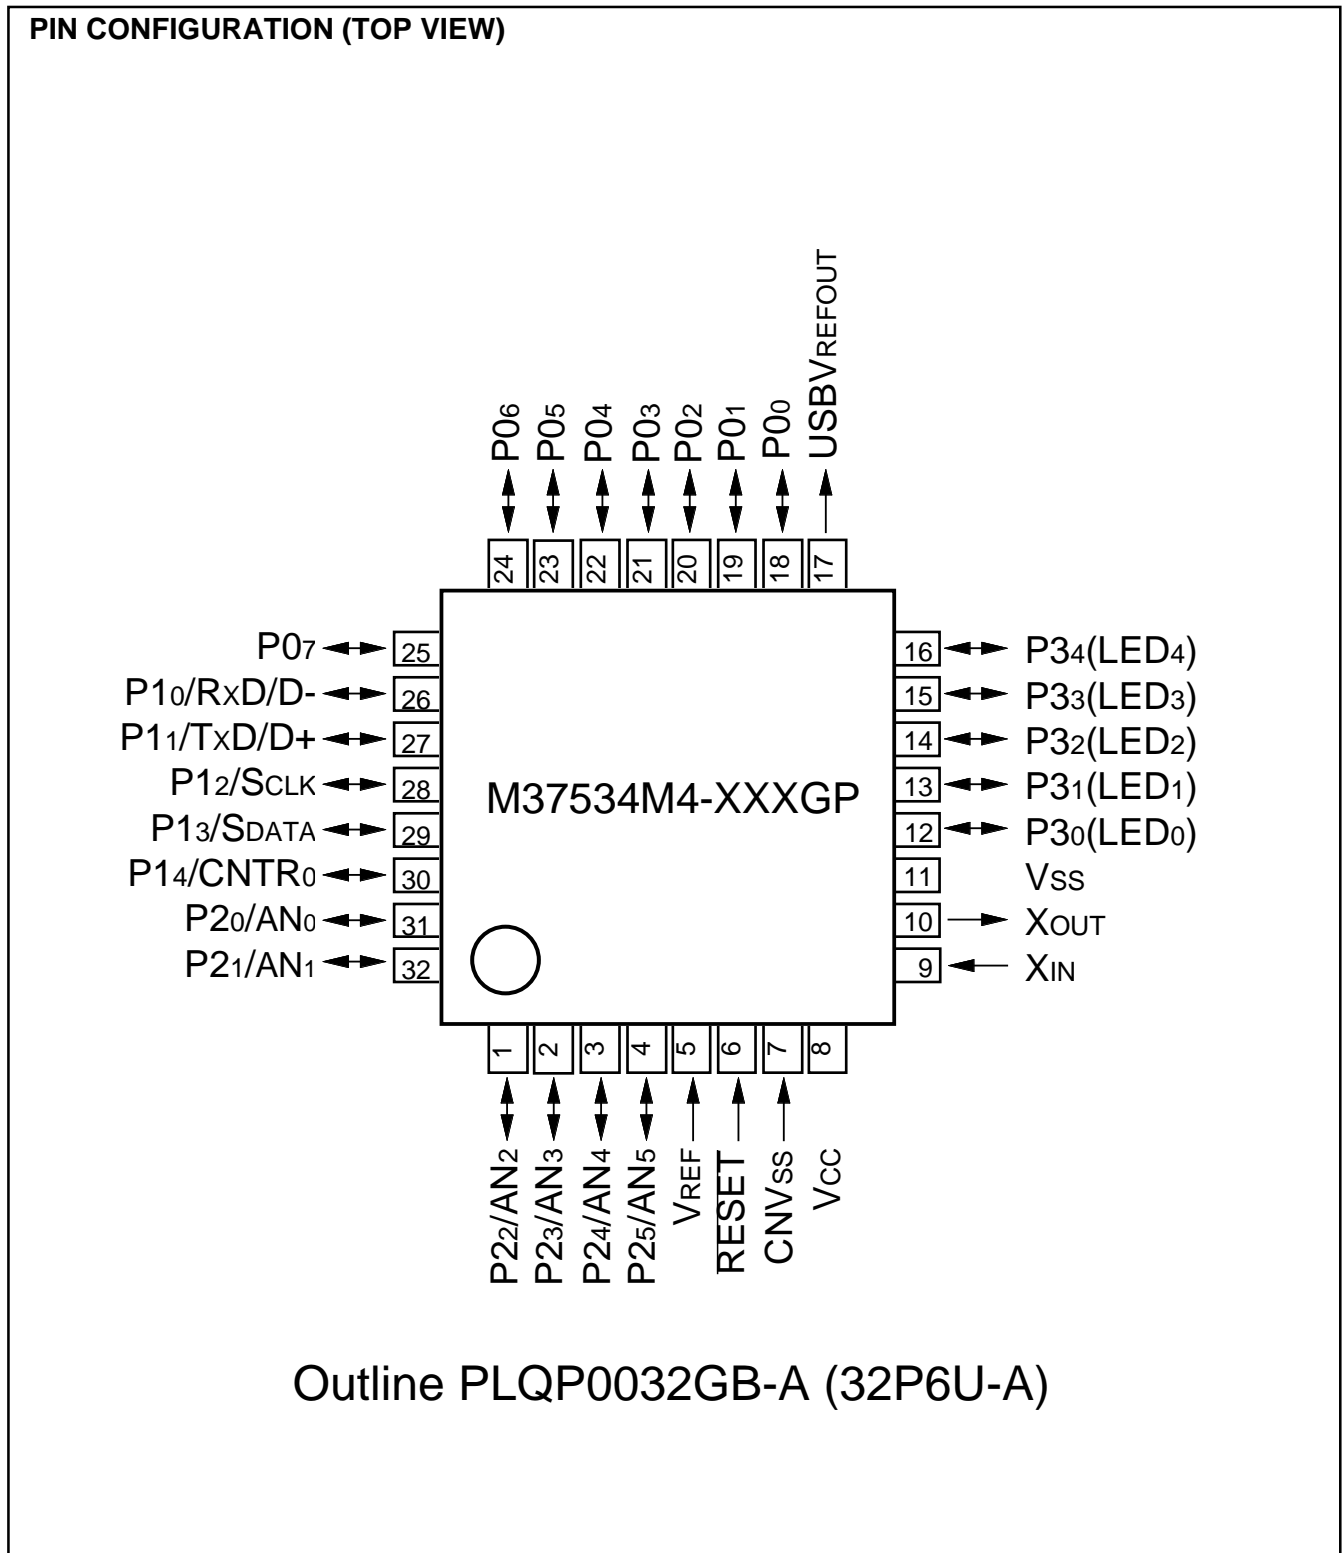 PIN CONFIGURATION (TOP VIEW)
P06
P05
P04
P03
P02
P01
P00
USBVREFOUT
24
23
22
21
20
19
18
17
P07 25
P10/RxD/D- 26
P11/TxD/D+ 27
P12/SCLK 28
P13/SDATA 29
P14/CNTR0 30
P20/AN0 31
P21/AN1 32
M37534M4-XXXGP
16 P34(LED4)
15 P33(LED3)
14 P32(LED2)
13 P31(LED1)
12 P30(LED0)
11 VSS
10 XOUT
9 XIN
1
2
3
4
5
6
7
8
P22/AN2
P23/AN3
P24/AN4
P25/AN5
VREF
RESET
CNVSS
VCC
Outline PLQP0032GB-A (32P6U-A)